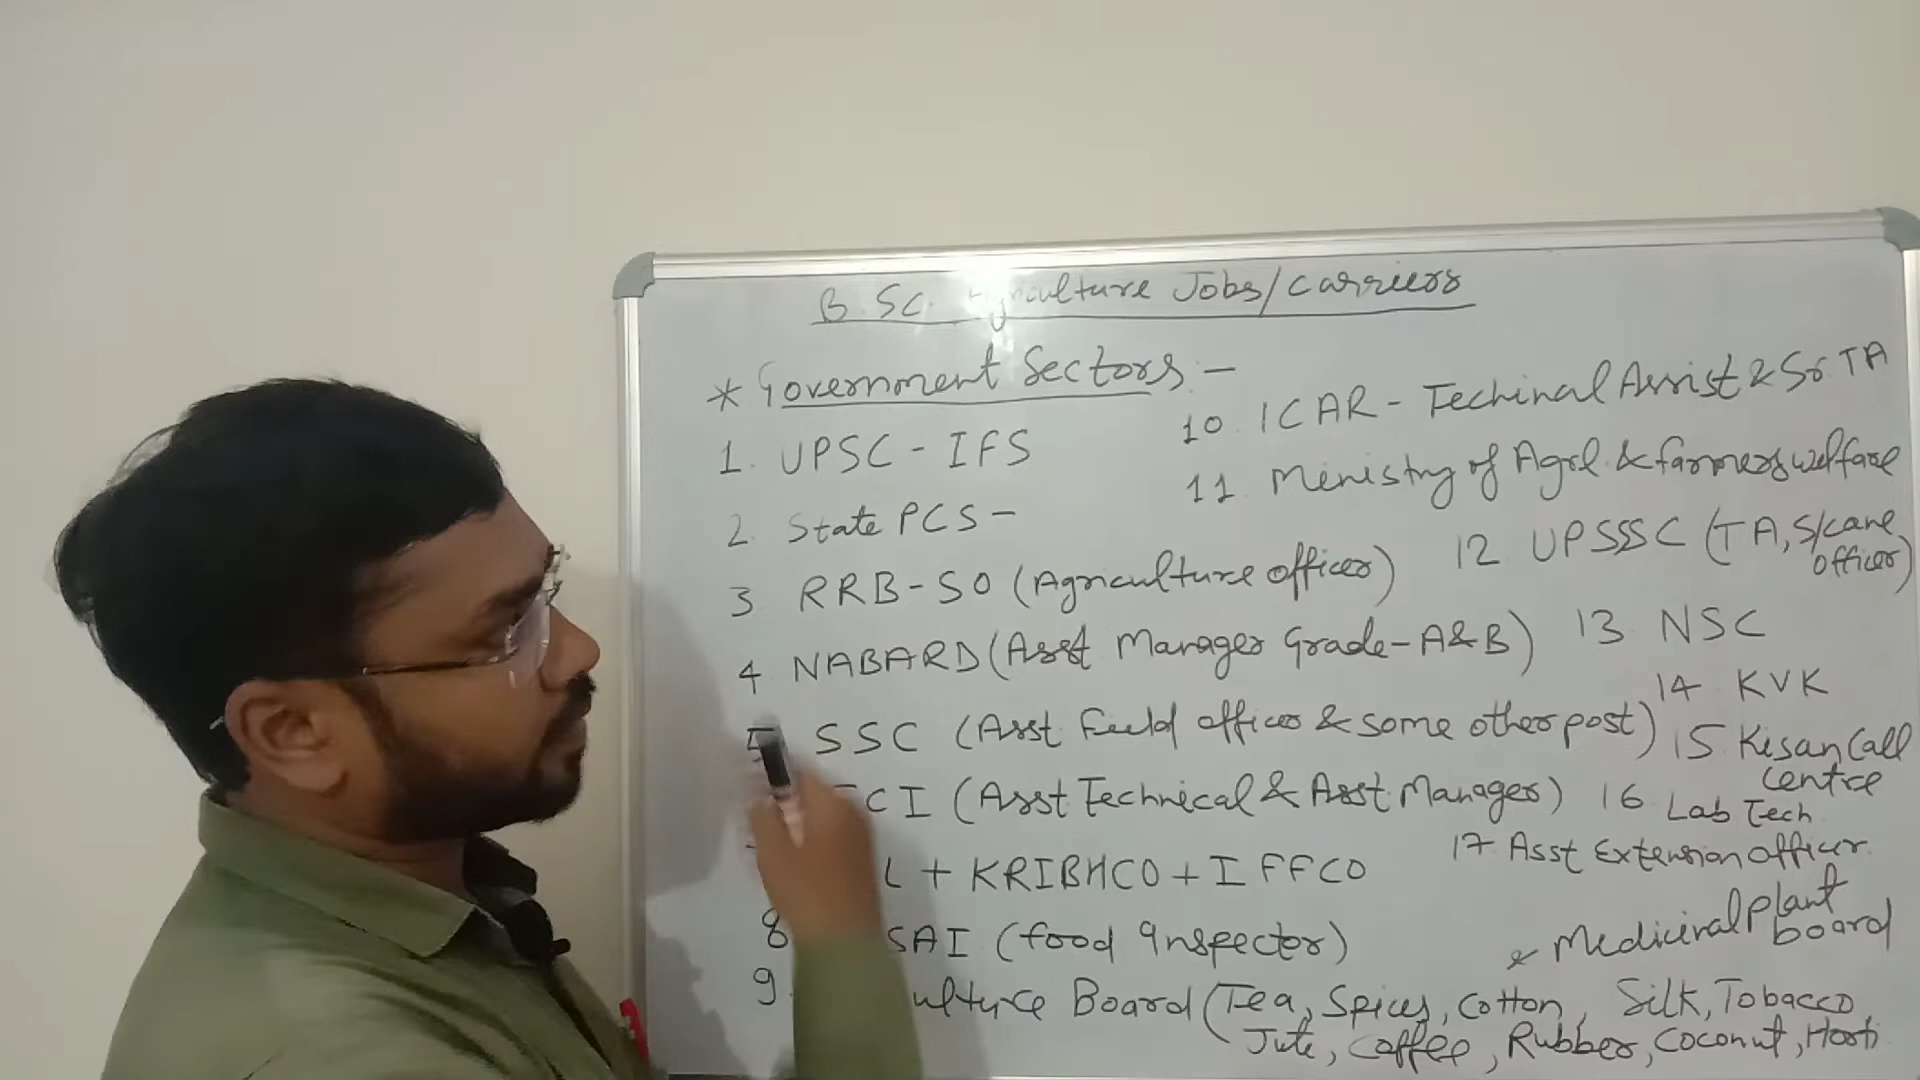 B.Sc. Agriculture Jobs/Carriers
* Government Sectors :-
1. UPSC - IFS
2. State PCS -
3 RRB-SO (Agriculture officer)
4 NABARD (Asst Manager Grade-A&B)
5 SSC (Asst Feild officer & some other post)
CI (Asst Technical & Asst Manager)
L + KRIBHCO + IFFCO
8 SAI (food Inspector)
9. ulture Board (Tea, Spices, Cotton, Silk, Tobacco
Jute, Coffee, Rubber, Coconut, Horti
10. ICAR - Techinal Assist & Sr. TA
11 Menistry of Agrl. & farmers welfare
12 UPSSSC (TA, S/cane
officer)
13 NSC
14 KVK
15 Kisan Call
Centre
16 Lab Tech
17 Asst Extension officer
& Medicinal Plant
board